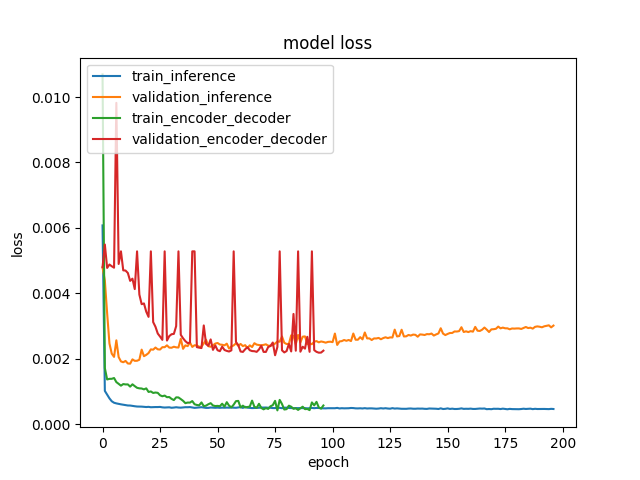 model loss
train_inference
validation_inference
train_encoder_decoder
validation_encoder_decoder
0.010
0.008
0.006
0.004
0.002
0.000
loss
0 25 50 75 100 125 150 175 200
epoch